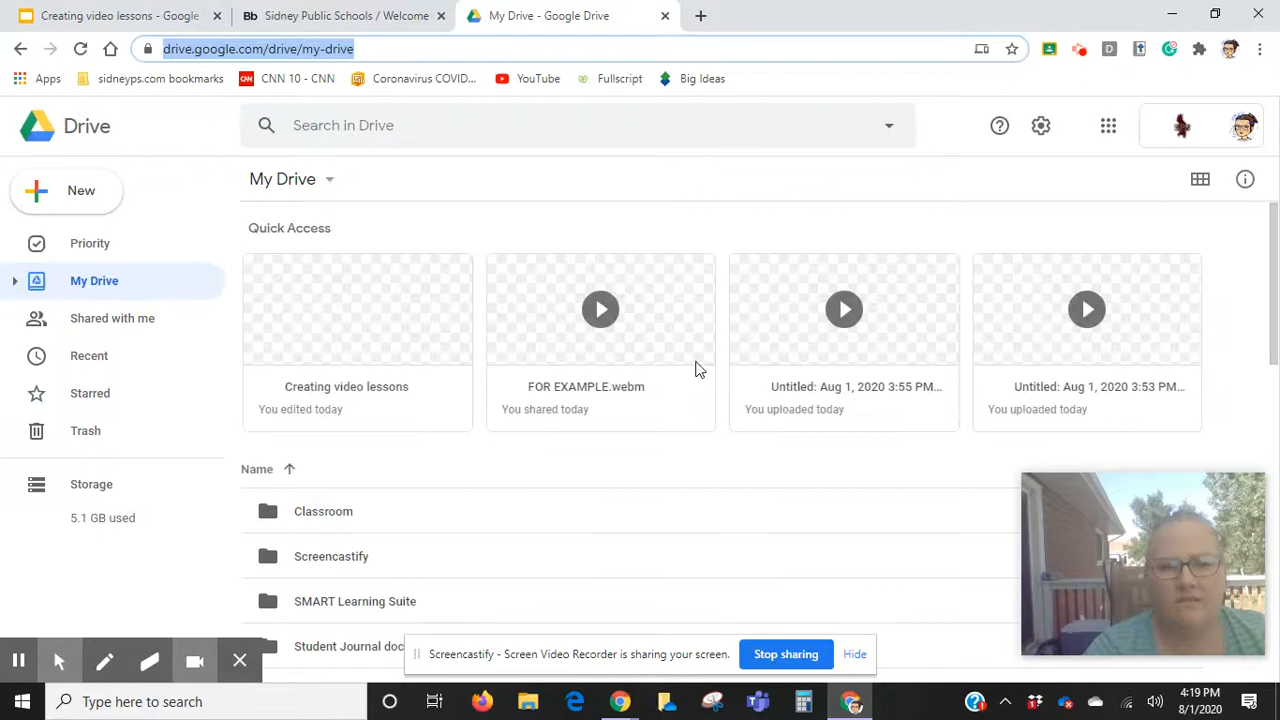 Creating video lessons - Google
Bb Sidney Public Schools / Welcome
My Drive - Google Drive
drive.google.com/drive/my-drive
Apps
sidneyps.com bookmarks
CNN 10 - CNN
Coronavirus COVID...
YouTube
Fullscript
Big Ideas
Drive
Search in Drive
New
My Drive
Priority
Quick Access
My Drive
Shared with me
Recent
Starred
Trash
Storage
5.1 GB used
Creating video lessons
You edited today
FOR EXAMPLE.webm
You shared today
Untitled: Aug 1, 2020 3:55 PM...
You uploaded today
Untitled: Aug 1, 2020 3:53 PM...
You uploaded today
Name
Classroom
Screencastify
SMART Learning Suite
Student Journal doc
Screencastify - Screen Video Recorder is sharing your screen.
Stop sharing
Hide
Type here to search
4:19 PM
8/1/2020